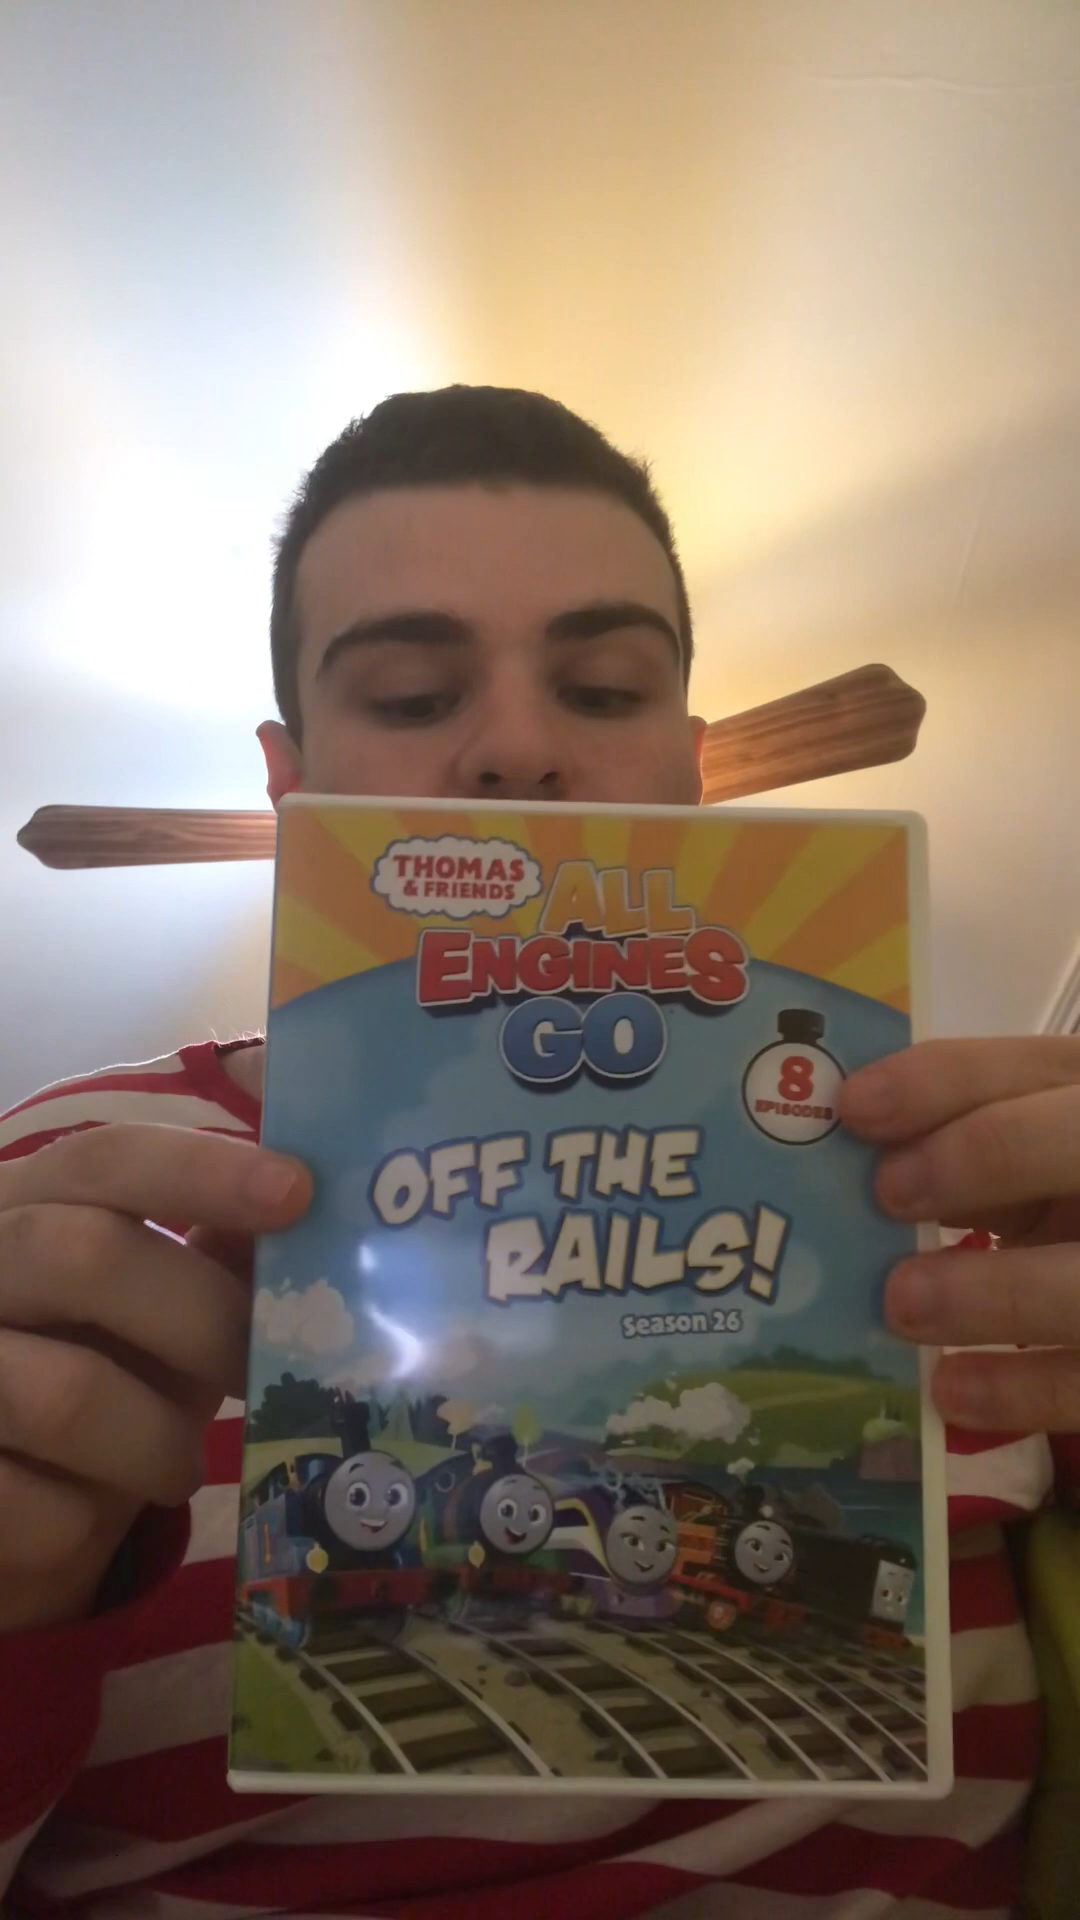 THOMAS
& FRIENDS
ALL
ENGINES
GO
8
EPISODES
OFF THE
RAILS!
Season 26